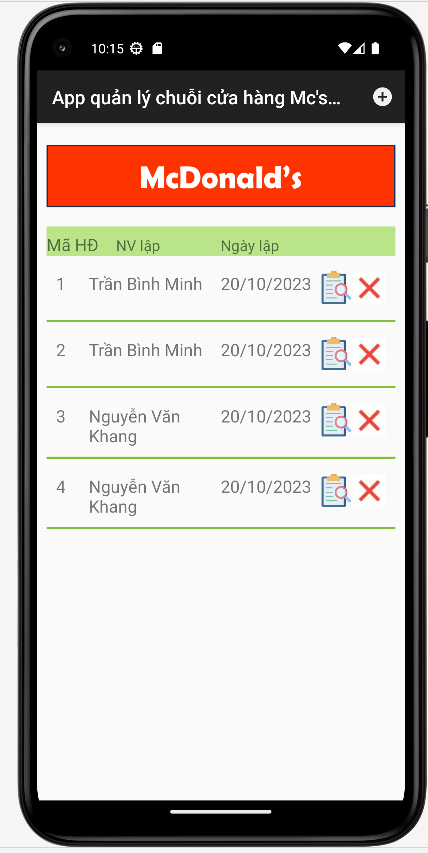 10:15
App quản lý chuỗi cửa hàng Mc's...
McDonald's
Mã HĐ NV lập Ngày lập
1 Trần Bình Minh 20/10/2023
2 Trần Bình Minh 20/10/2023
3 Nguyễn Văn 20/10/2023
Khang
4 Nguyễn Văn 20/10/2023
Khang